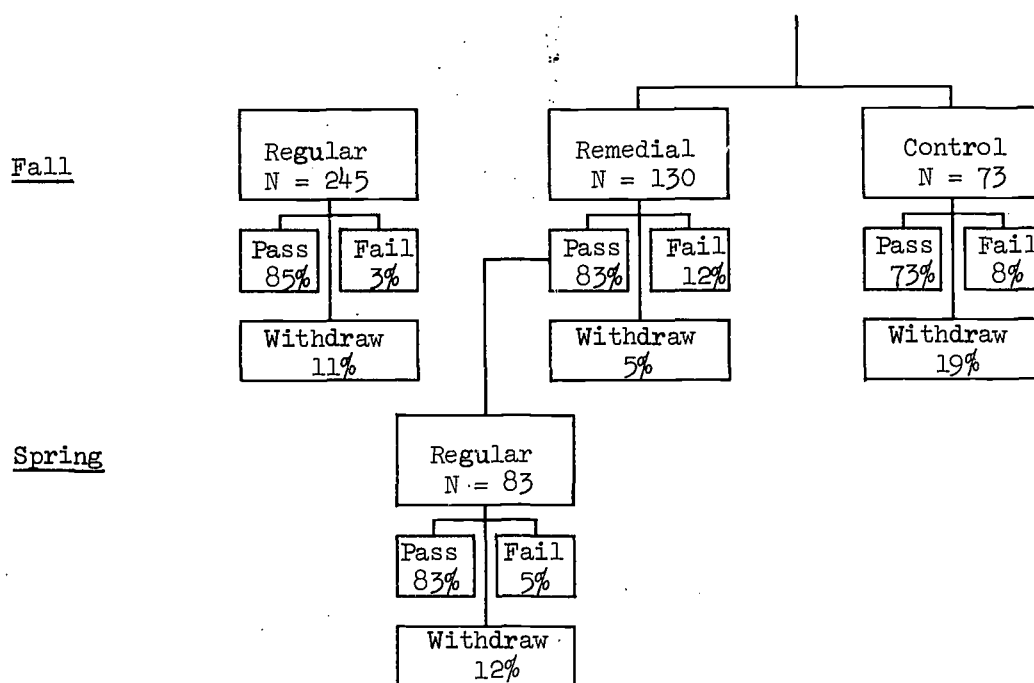 Fall
Regular
N = 245
Pass
85%
Fail
3%
Withdraw
11%
Remedial
N = 130
Pass
83%
Fail
12%
Withdraw
5%
Control
N = 73
Pass
73%
Fail
8%
Withdraw
19%
Spring
Regular
N = 83
Pass
83%
Fail
5%
Withdraw
12%